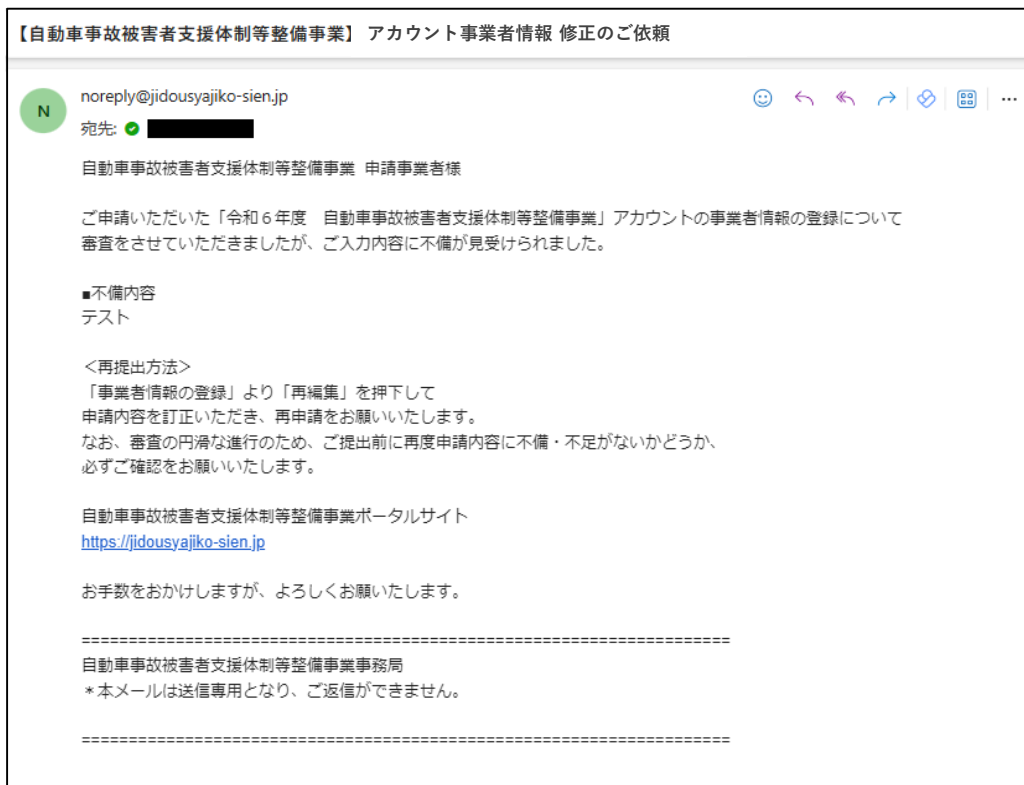 【自動車事故被害者支援体制等整備事業】 アカウント事業者情報 修正のご依頼
N
noreply@jidousyajiko-sien.jp
宛先:
自動車事故被害者支援体制等整備事業 申請事業者様
ご申請いただいた「令和６年度　自動車事故被害者支援体制等整備事業」アカウントの事業者情報の登録について
審査をさせていただきましたが、ご入力内容に不備が見受けられました。
■不備内容
テスト
＜再提出方法＞
「事業者情報の登録」より「再編集」を押下して
申請内容を訂正いただき、再申請をお願いいたします。
なお、審査の円滑な進行のため、ご提出前に再度申請内容に不備・不足がないかどうか、
必ずご確認をお願いいたします。
自動車事故被害者支援体制等整備事業ポータルサイト
https://jidousyajiko-sien.jp
お手数をおかけしますが、よろしくお願いたします。
======================================================================
自動車事故被害者支援体制等整備事業事務局
＊本メールは送信専用となり、ご返信ができません。
======================================================================